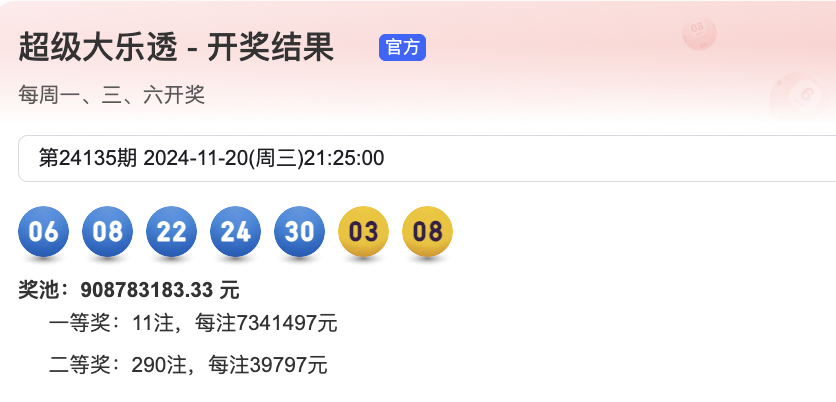 超级大乐透 - 开奖结果 官方
每周一、三、六开奖
第24135期 2024-11-20(周三)21:25:00
06 08 22 24 30 03 08
奖池：908783183.33 元
一等奖：11注，每注7341497元
二等奖：290注，每注39797元